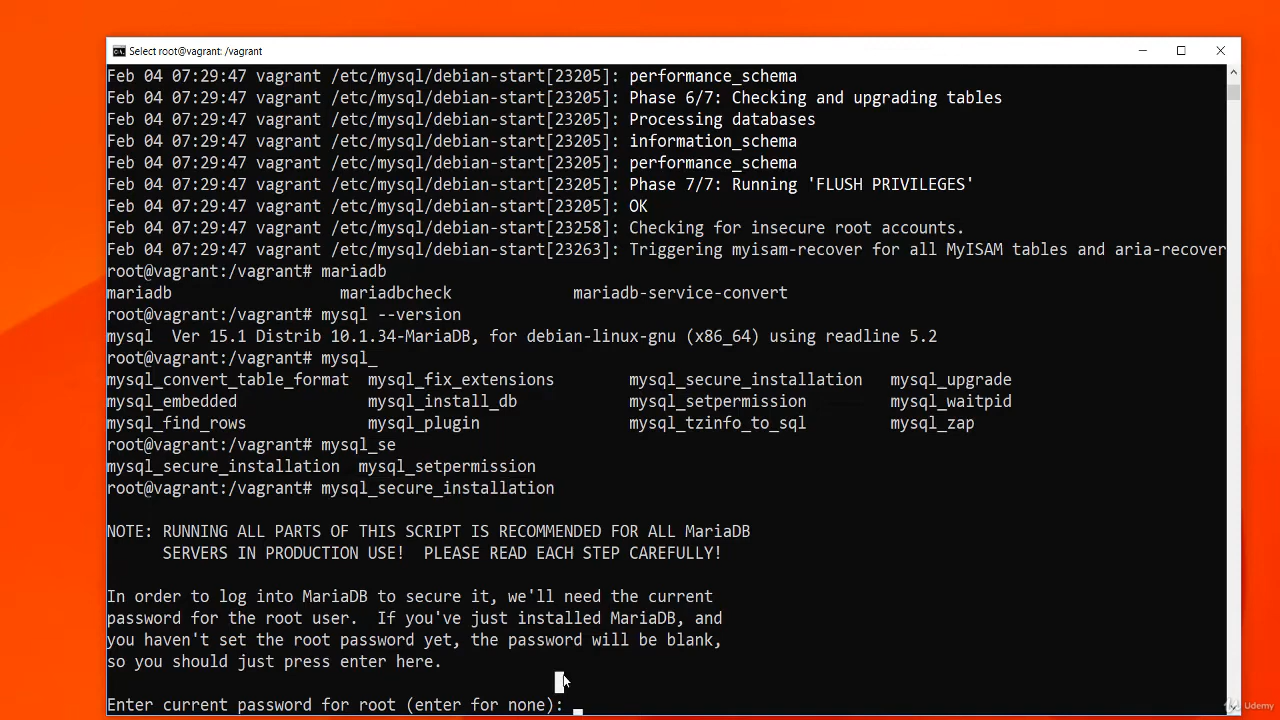 Select root@vagrant: /vagrant
Feb 04 07:29:47 vagrant /etc/mysql/debian-start[23205]: performance_schema
Feb 04 07:29:47 vagrant /etc/mysql/debian-start[23205]: Phase 6/7: Checking and upgrading tables
Feb 04 07:29:47 vagrant /etc/mysql/debian-start[23205]: Processing databases
Feb 04 07:29:47 vagrant /etc/mysql/debian-start[23205]: information_schema
Feb 04 07:29:47 vagrant /etc/mysql/debian-start[23205]: performance_schema
Feb 04 07:29:47 vagrant /etc/mysql/debian-start[23205]: Phase 7/7: Running 'FLUSH PRIVILEGES'
Feb 04 07:29:47 vagrant /etc/mysql/debian-start[23205]: OK
Feb 04 07:29:47 vagrant /etc/mysql/debian-start[23258]: Checking for insecure root accounts.
Feb 04 07:29:47 vagrant /etc/mysql/debian-start[23263]: Triggering myisam-recover for all MyISAM tables and aria-recover
root@vagrant:/vagrant# mariadb
mariadb mariadbcheck mariadb-service-convert
root@vagrant:/vagrant# mysql --version
mysql Ver 15.1 Distrib 10.1.34-MariaDB, for debian-linux-gnu (x86_64) using readline 5.2
root@vagrant:/vagrant# mysql_
mysql_convert_table_format mysql_fix_extensions mysql_secure_installation mysql_upgrade
mysql_embedded mysql_install_db mysql_setpermission mysql_waitpid
mysql_find_rows mysql_plugin mysql_tzinfo_to_sql mysql_zap
root@vagrant:/vagrant# mysql_se
mysql_secure_installation mysql_setpermission
root@vagrant:/vagrant# mysql_secure_installation
NOTE: RUNNING ALL PARTS OF THIS SCRIPT IS RECOMMENDED FOR ALL MariaDB
SERVERS IN PRODUCTION USE! PLEASE READ EACH STEP CAREFULLY!
In order to log into MariaDB to secure it, we'll need the current
password for the root user. If you've just installed MariaDB, and
you haven't set the root password yet, the password will be blank,
so you should just press enter here.
Enter current password for root (enter for none):
Udemy